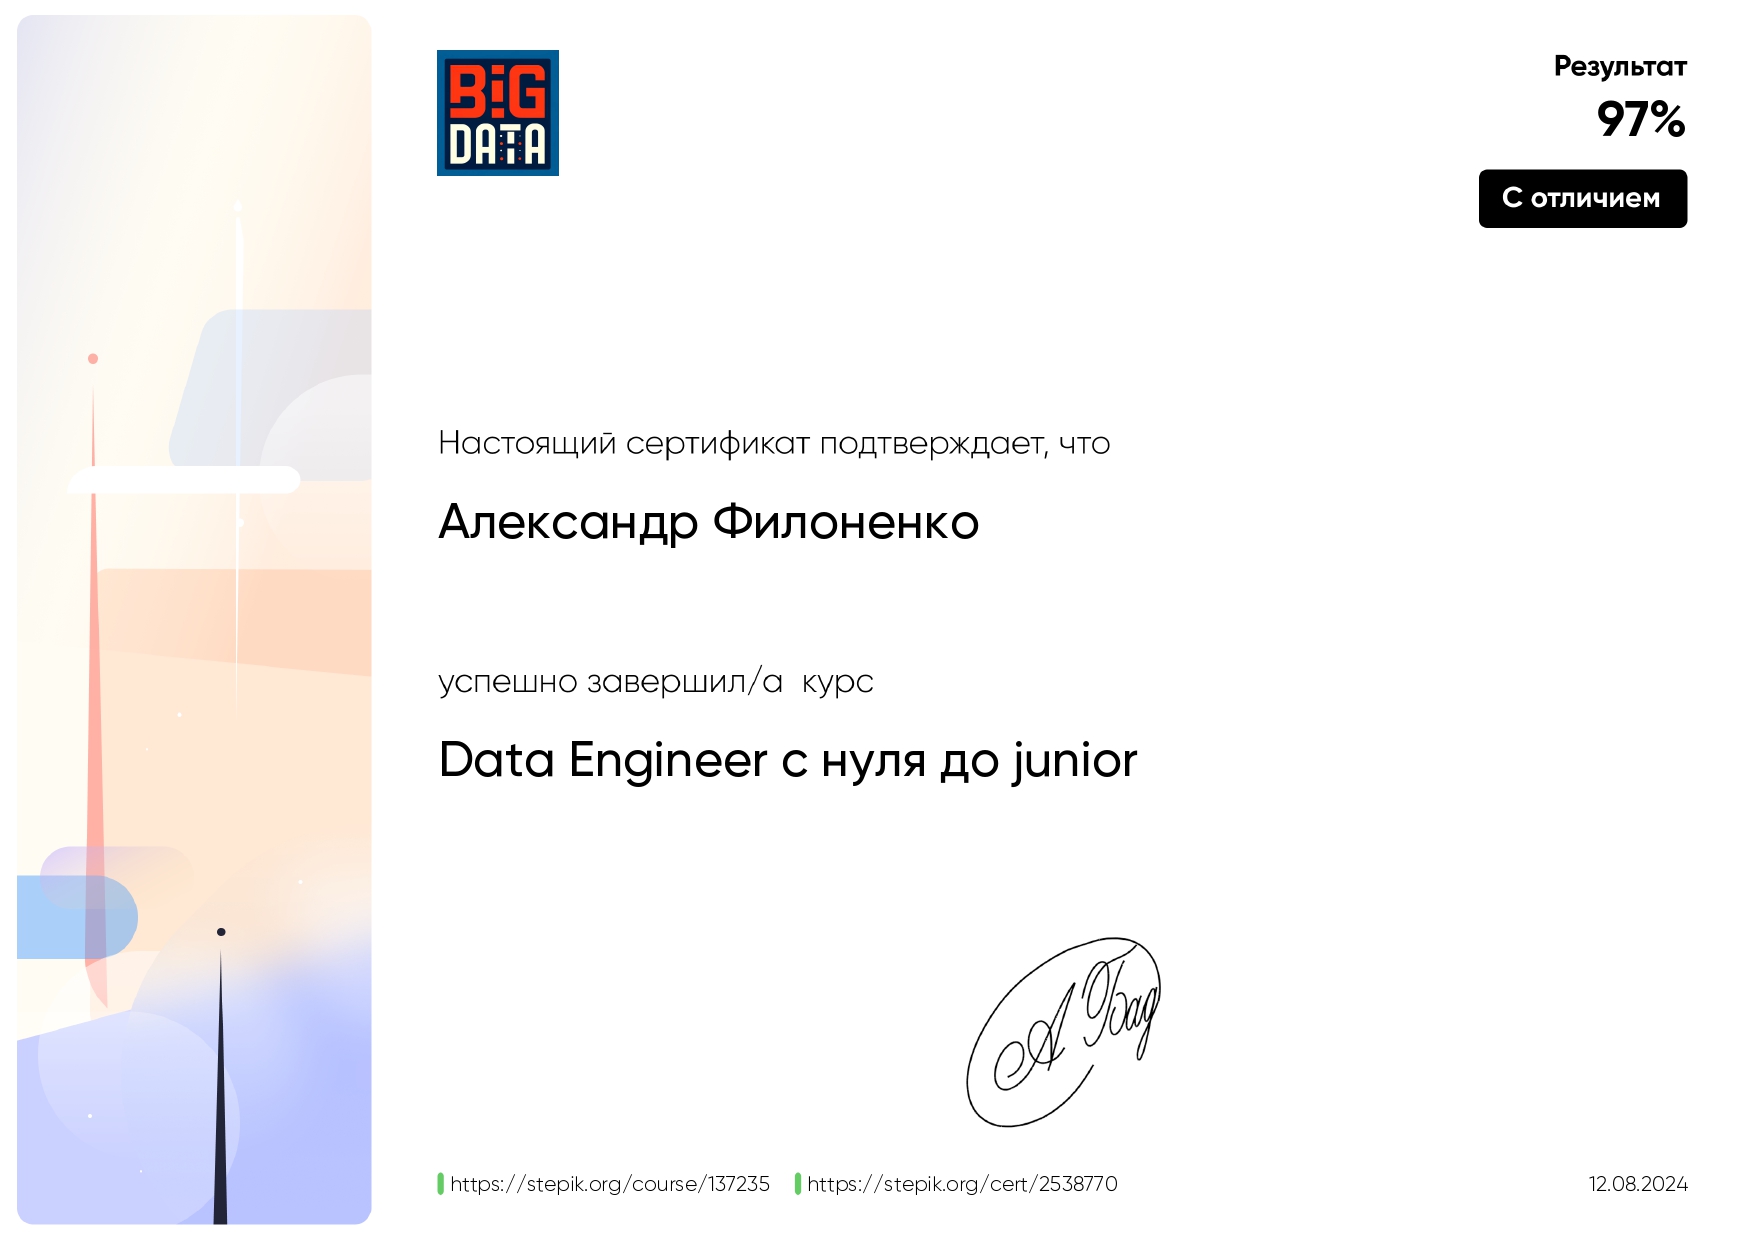 BIG
DATA
Результат
97%
С отличием
Настоящий сертификат подтверждает, что
Александр Филоненко
успешно завершил/а курс
Data Engineer с нуля до junior
https://stepik.org/course/137235
https://stepik.org/cert/2538770
12.08.2024